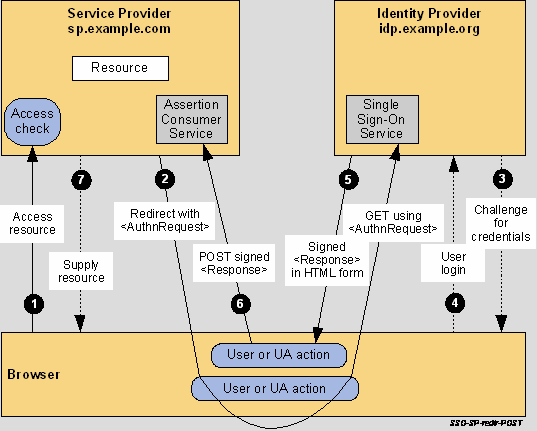 Service Provider
sp.example.com
Identity Provider
idp.example.org
Resource
Access
check
Assertion
Consumer
Service
Single
Sign-On
Service
7
2
5
3
Access
resource
Redirect with
<AuthnRequest>
GET using
<AuthnRequest>
Challenge
for
credentials
Supply
resource
POST signed
<Response>
Signed
<Response>
in HTML form
User
login
1
6
4
User or UA action
Browser
User or UA action
SSO-SP-redir-POST